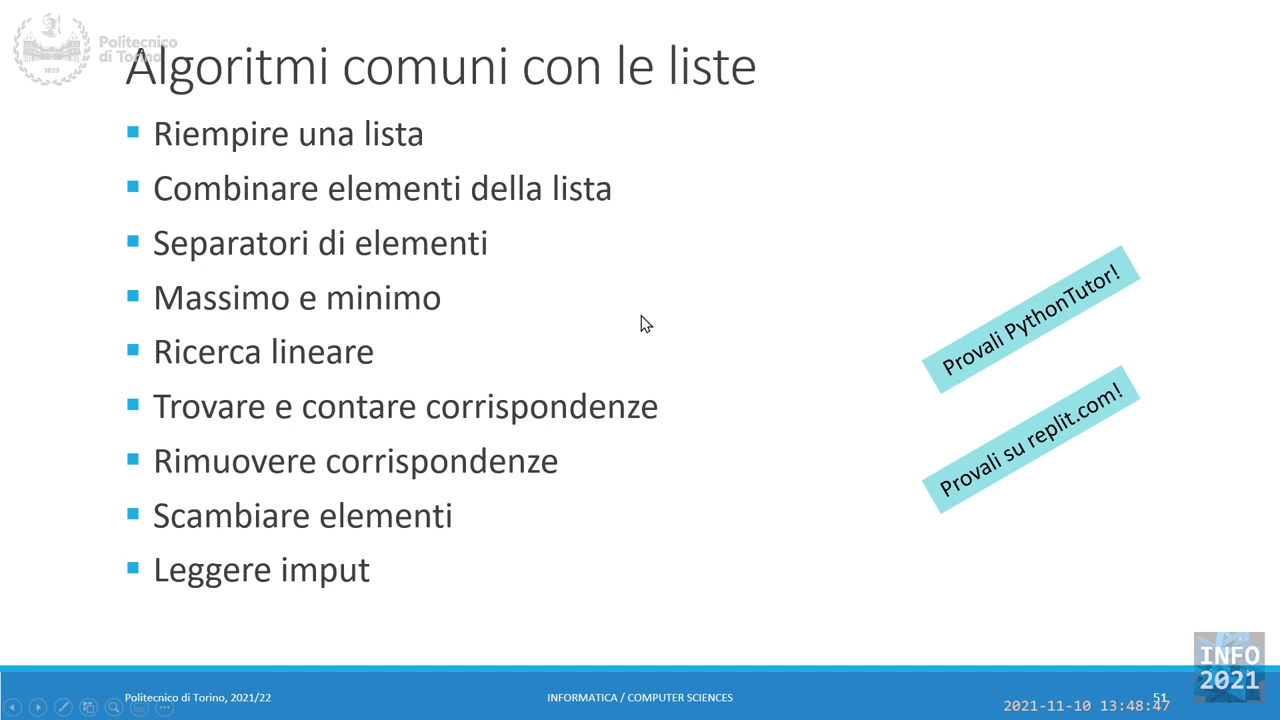 Politecnico
di Torino
1859
Algoritmi comuni con le liste
Riempire una lista
Combinare elementi della lista
Separatori di elementi
Massimo e minimo
Ricerca lineare
Trovare e contare corrispondenze
Rimuovere corrispondenze
Scambiare elementi
Leggere imput
Provali PythonTutor!
Provali su replit.com!
Politecnico di Torino, 2021/22
INFORMATICA / COMPUTER SCIENCES
51
2021-11-10 13:48:47
INFO
2021